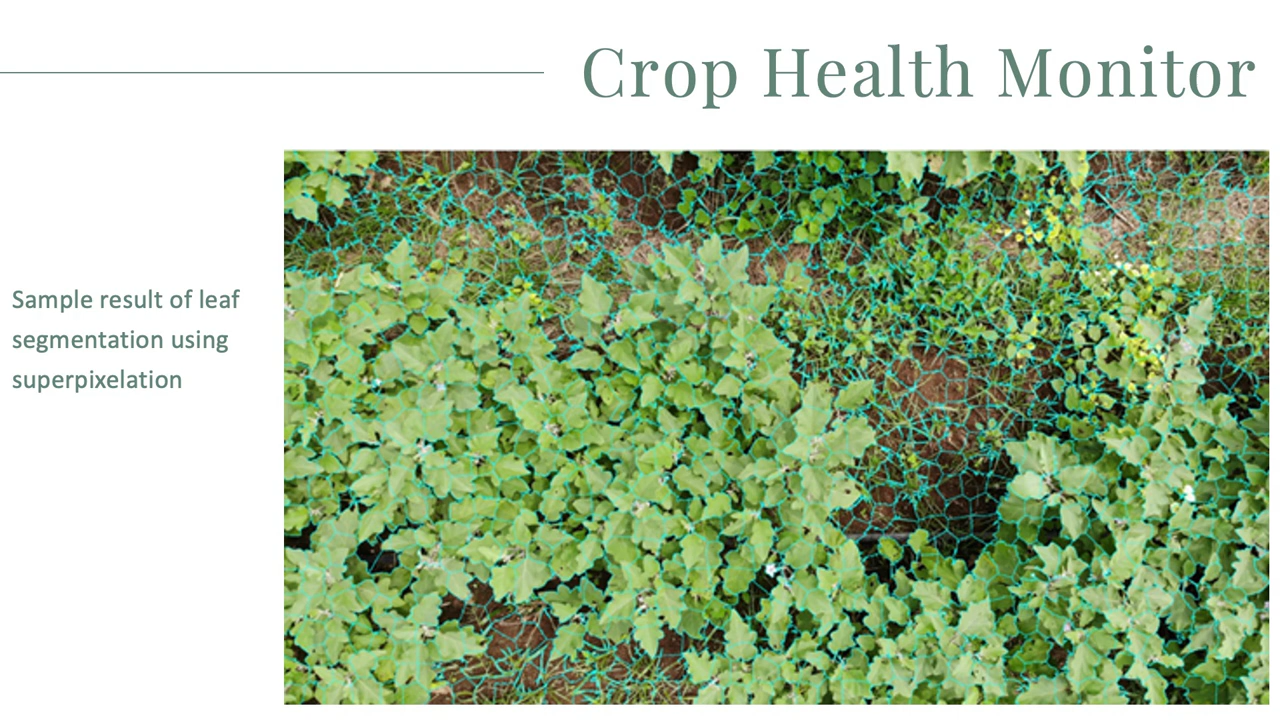 Crop Health Monitor
Sample result of leaf
segmentation using
superpixelation